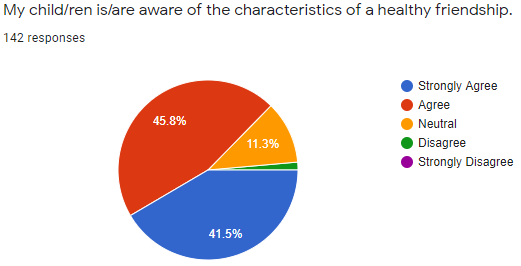 My child/ren is/are aware of the characteristics of a healthy friendship.
142 responses
Strongly Agree
Agree
Neutral
Disagree
Strongly Disagree
45.8%
11.3%
41.5%